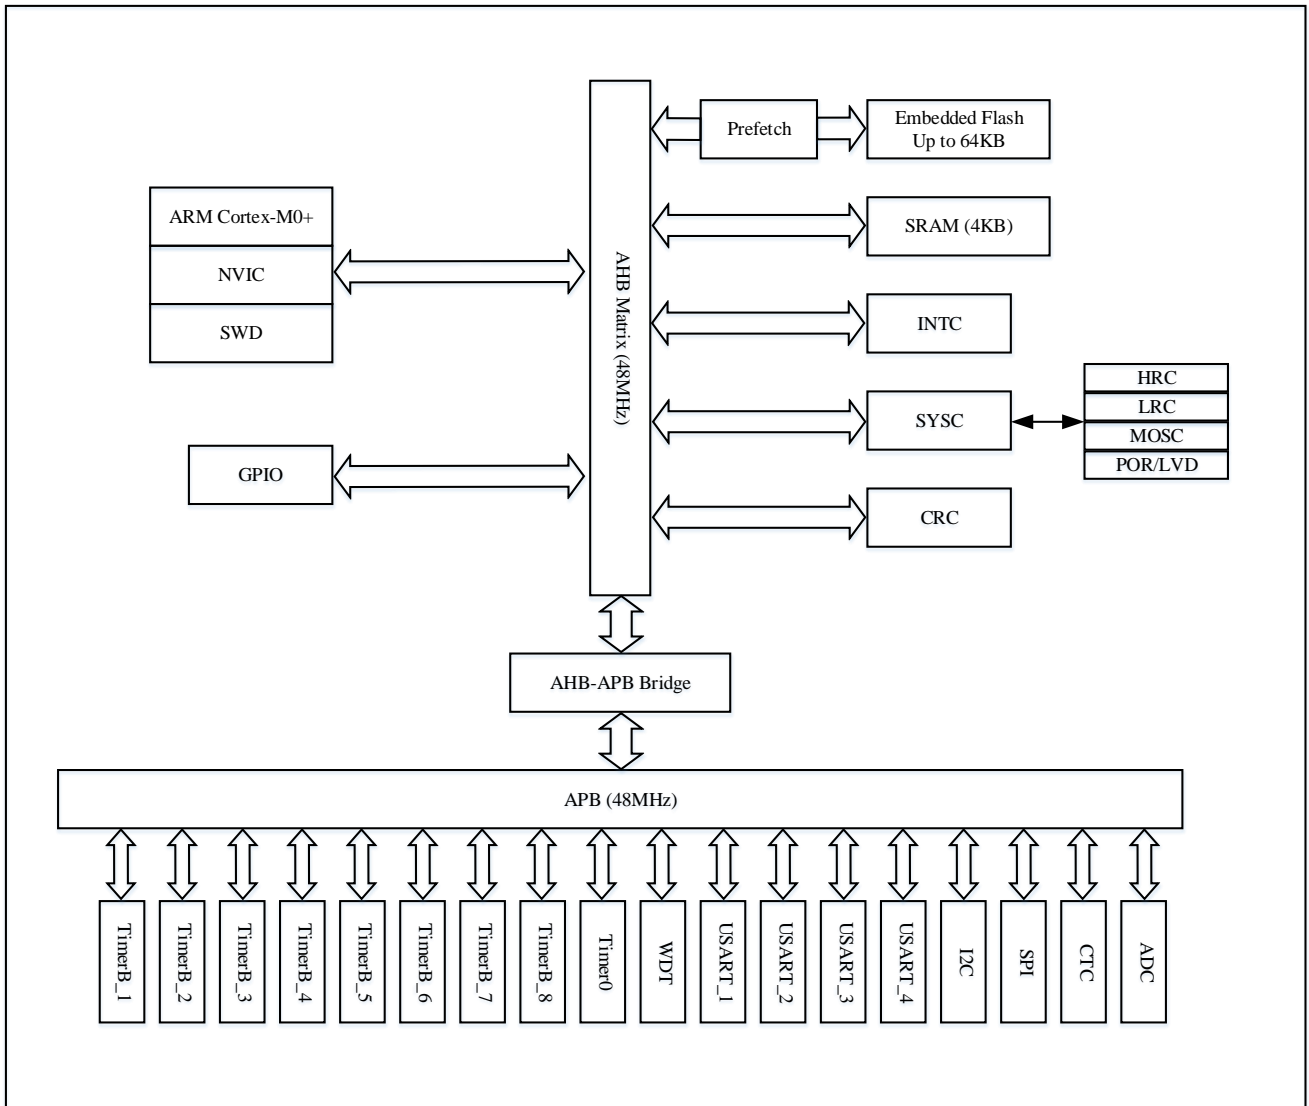 Prefetch
Embedded Flash
Up to 64KB
ARM Cortex-M0+
NVIC
SWD
SRAM (4KB)
AHB Matrix (48MHz)
INTC
HRC
LRC
MOSC
POR/LVD
SYSC
GPIO
CRC
AHB-APB Bridge
APB (48MHz)
TimerB_1
TimerB_2
TimerB_3
TimerB_4
TimerB_5
TimerB_6
TimerB_7
TimerB_8
Timer0
WDT
USART_1
USART_2
USART_3
USART_4
I2C
SPI
CTC
ADC